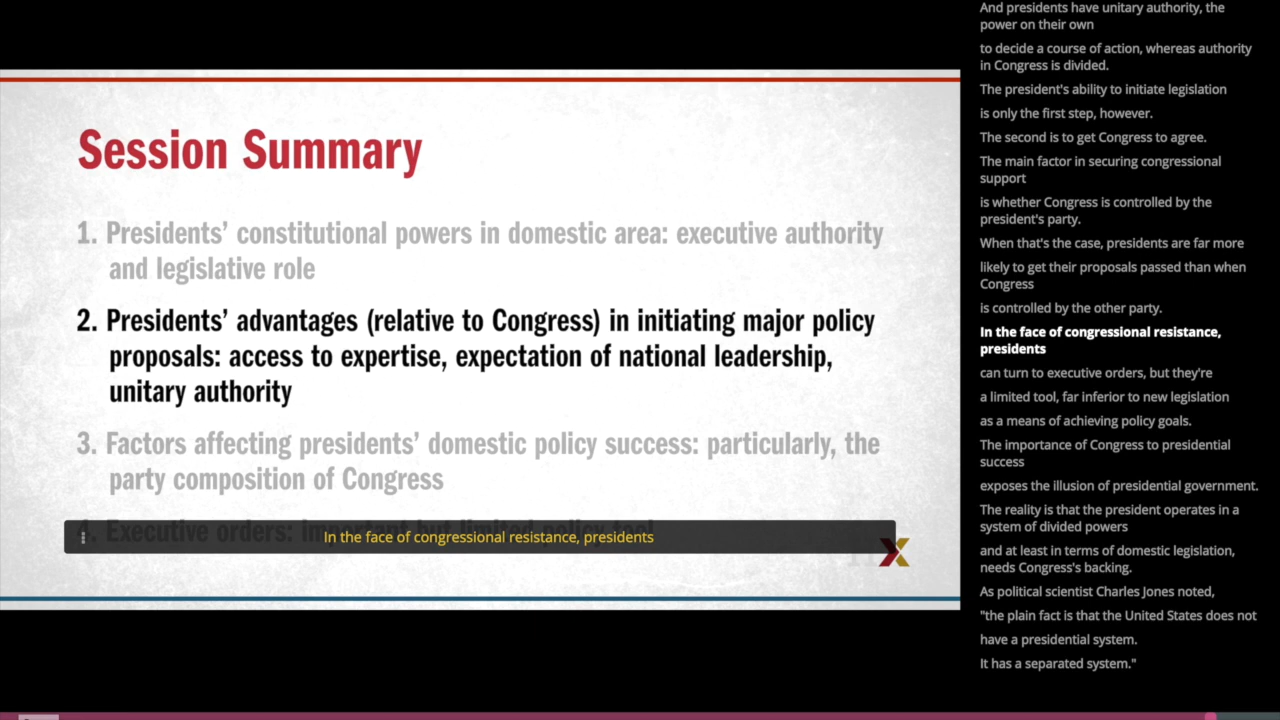 Session Summary
1. Presidents' constitutional powers in domestic area: executive authority
and legislative role
2. Presidents' advantages (relative to Congress) in initiating major policy
proposals: access to expertise, expectation of national leadership,
unitary authority
3. Factors affecting presidents' domestic policy success: particularly, the
party composition of Congress
4. Executive orders: important but limited policy tool
In the face of congressional resistance, presidents
X
And presidents have unitary authority, the
power on their own
to decide a course of action, whereas authority
in Congress is divided.
The president's ability to initiate legislation
is only the first step, however.
The second is to get Congress to agree.
The main factor in securing congressional
support
is whether Congress is controlled by the
president's party.
When that's the case, presidents are far more
likely to get their proposals passed than when
Congress
is controlled by the other party.
In the face of congressional resistance,
presidents
can turn to executive orders, but they're
a limited tool, far inferior to new legislation
as a means of achieving policy goals.
The importance of Congress to presidential
success
exposes the illusion of presidential government.
The reality is that the president operates in a
system of divided powers
and at least in terms of domestic legislation,
needs Congress's backing.
As political scientist Charles Jones noted,
"the plain fact is that the United States does not
have a presidential system.
It has a separated system."